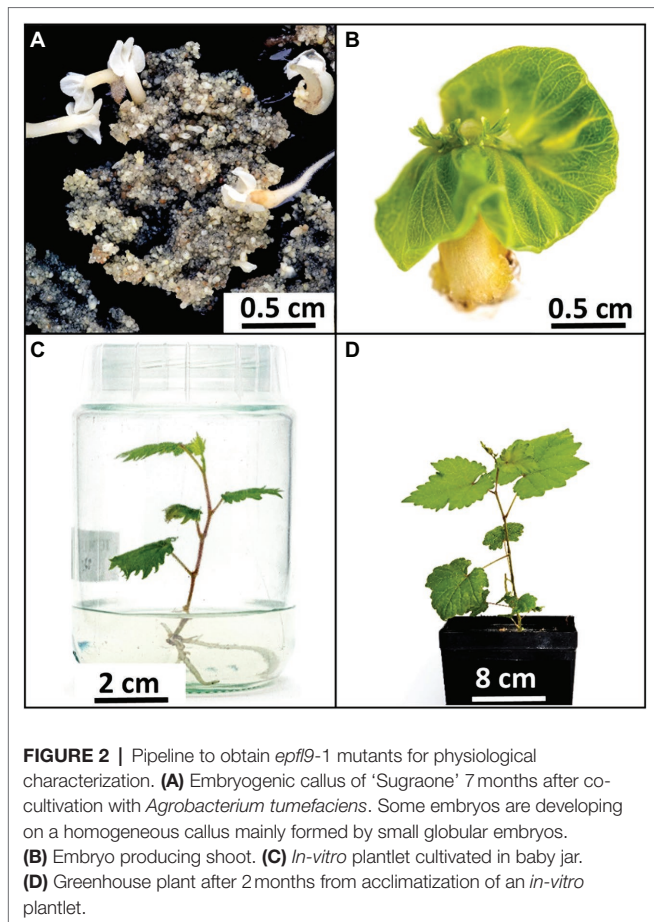 A
B
0.5 cm
0.5 cm
C
D
2 cm
8 cm
FIGURE 2 | Pipeline to obtain epfl9-1 mutants for physiological
characterization. (A) Embryogenic callus of ‘Sugraone’ 7 months after co-
cultivation with Agrobacterium tumefaciens. Some embryos are developing
on a homogeneous callus mainly formed by small globular embryos.
(B) Embryo producing shoot. (C) In-vitro plantlet cultivated in baby jar.
(D) Greenhouse plant after 2 months from acclimatization of an in-vitro
plantlet.